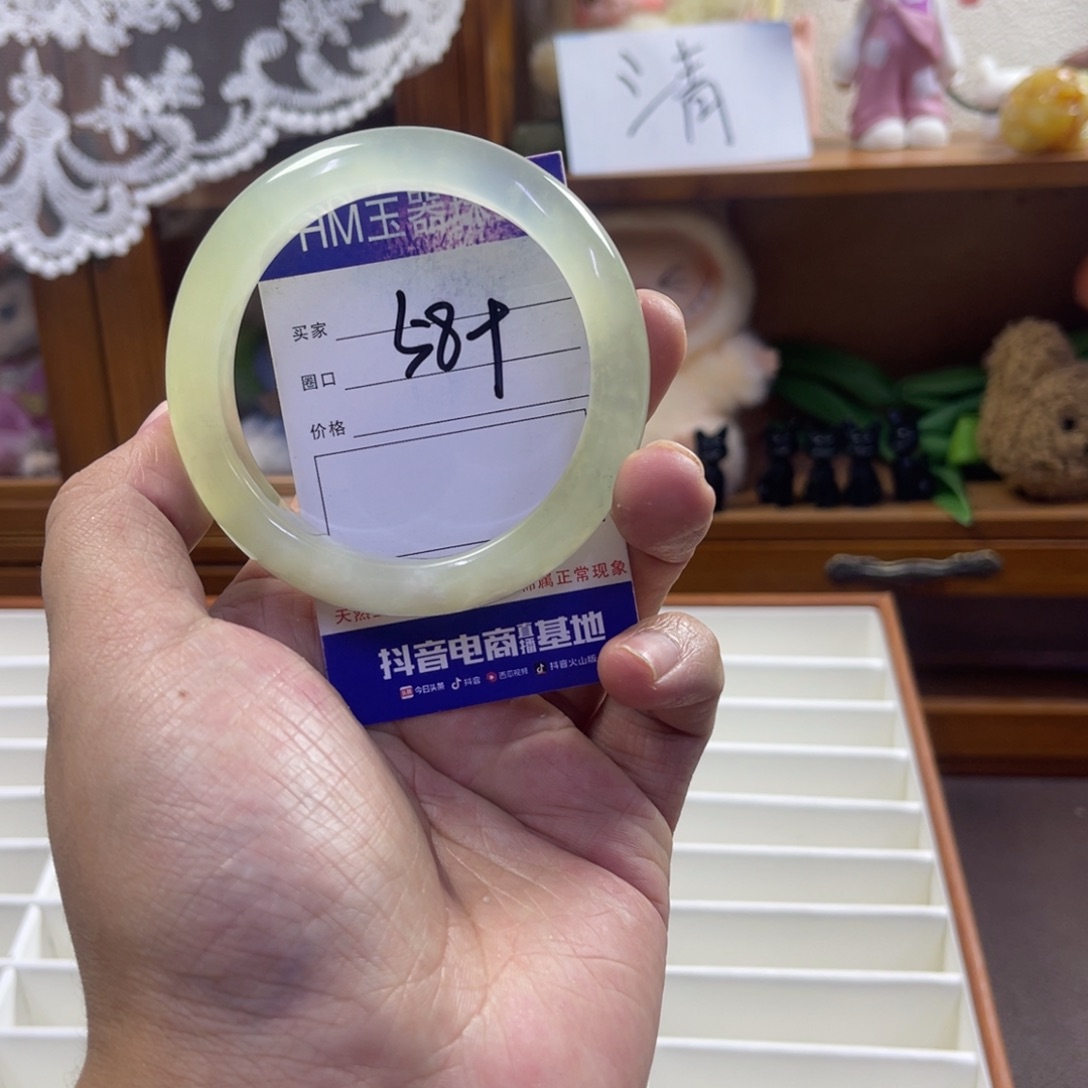 清
HM玉器
买家
58+
圈口
价格
天然
属正常现象
抖音电商直播基地
今日头条 抖音 西瓜视频 抖音火山版